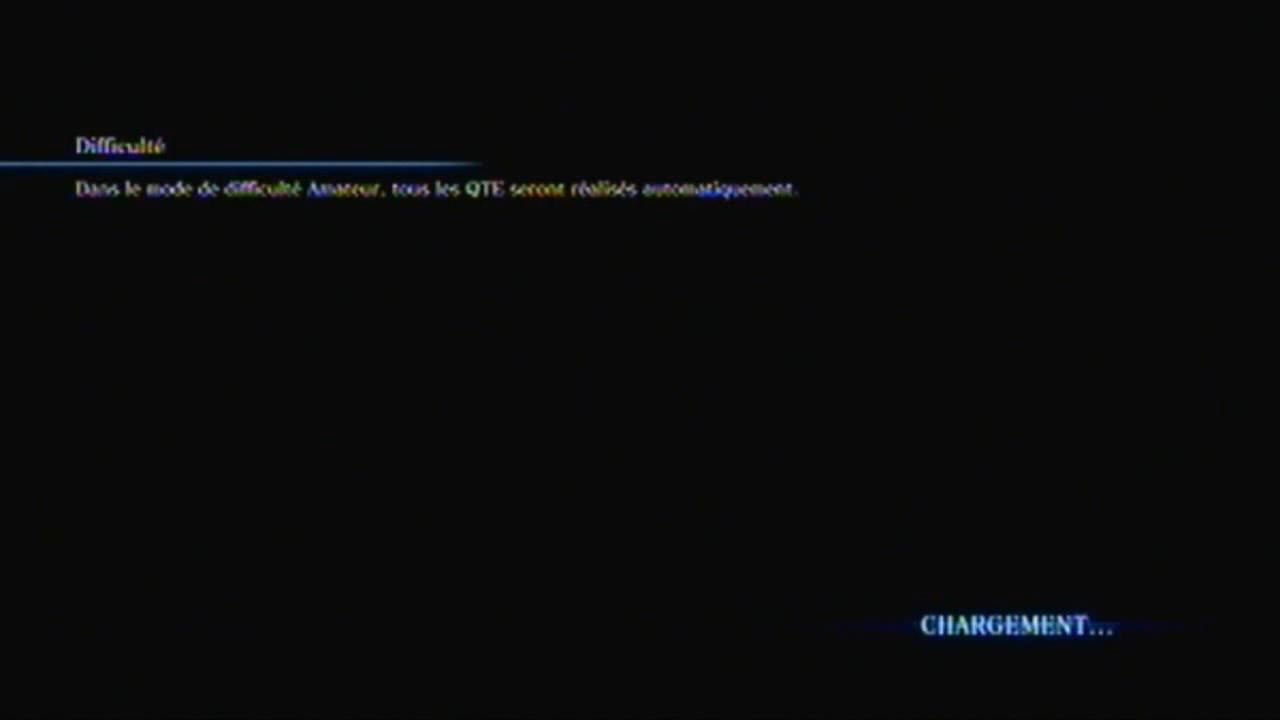 Difficulté
Dans le mode de difficulté Amateur, tous les QTE seront réalisés automatiquement.
CHARGEMENT...